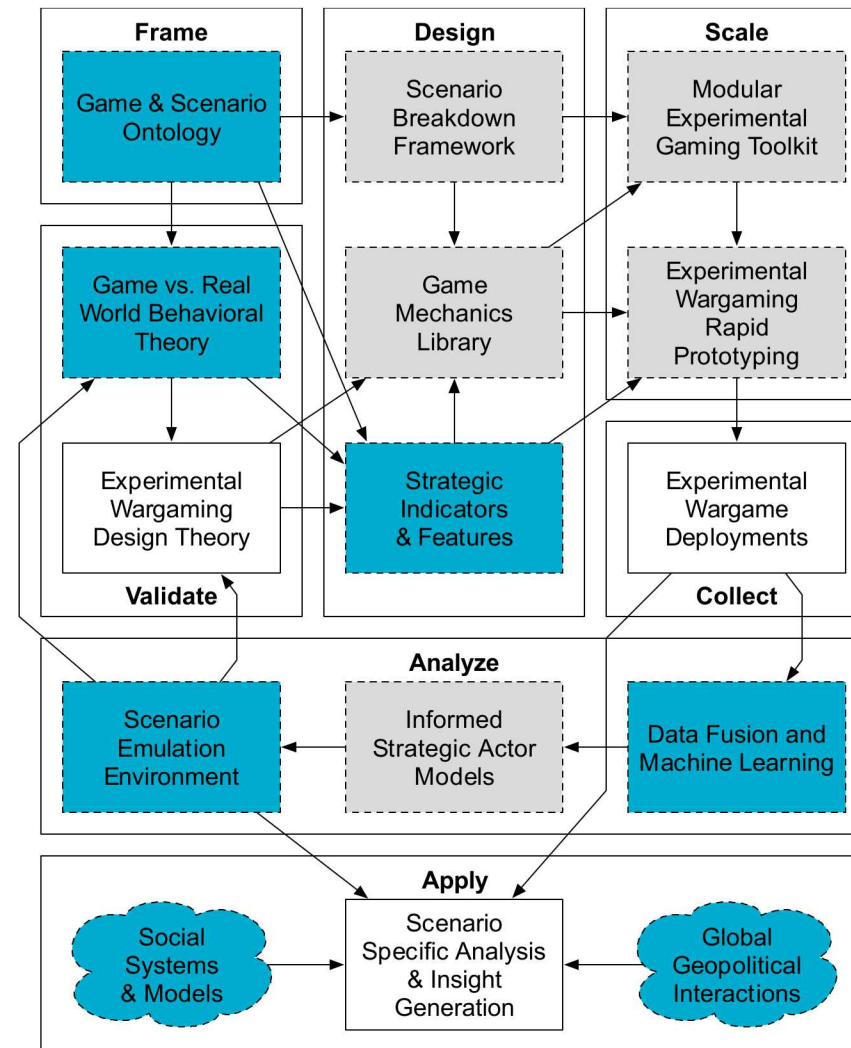 Frame
Game & Scenario
Ontology
Design
Scenario
Breakdown
Framework
Scale
Modular
Experimental
Gaming Toolkit
Game vs. Real
World Behavioral
Theory
Game
Mechanics
Library
Experimental
Wargaming
Rapid
Prototyping
Experimental
Wargaming
Design Theory
Validate
Strategic
Indicators
& Features
Experimental
Wargame
Deployments
Collect
Analyze
Scenario
Emulation
Environment
Informed
Strategic Actor
Models
Data Fusion and
Machine Learning
Apply
Social
Systems
& Models
Scenario
Specific Analysis
& Insight
Generation
Global
Geopolitical
Interactions